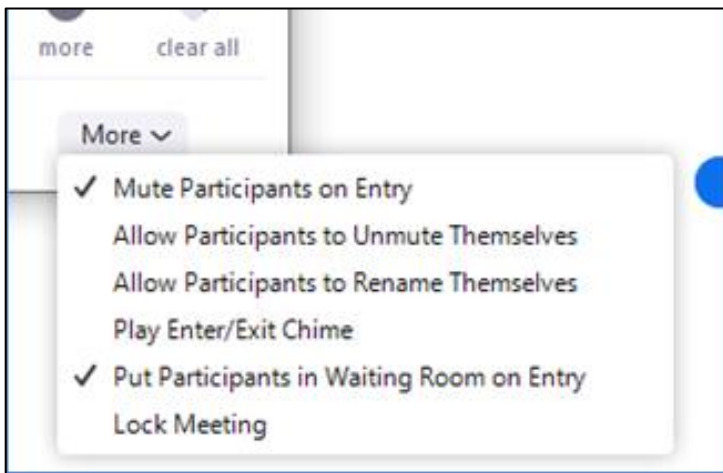 more clear all
More
Mute Participants on Entry
Allow Participants to Unmute Themselves
Allow Participants to Rename Themselves
Play Enter/Exit Chime
Put Participants in Waiting Room on Entry
Lock Meeting